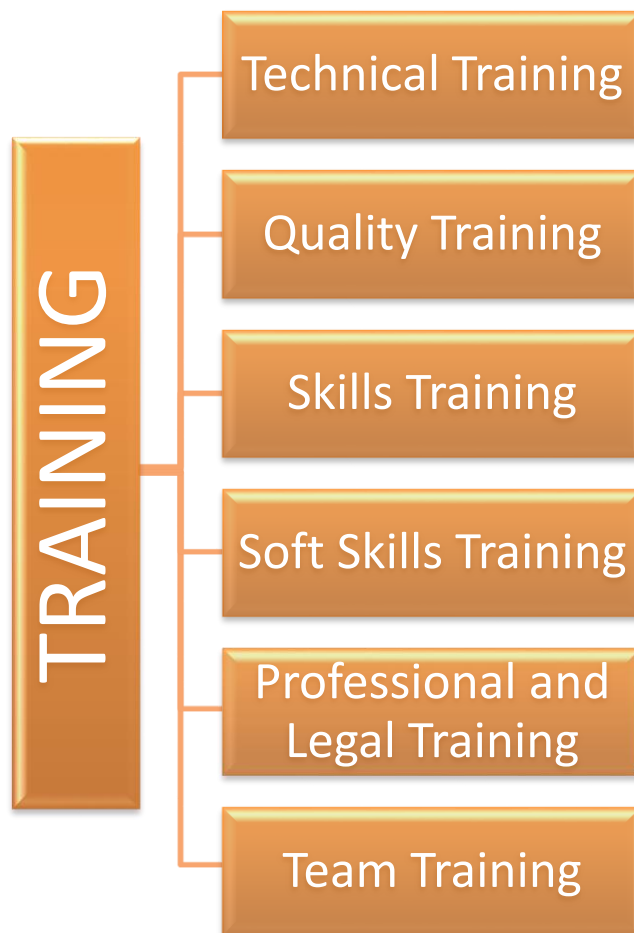 TRAINING
Technical Training
Quality Training
Skills Training
Soft Skills Training
Professional and
Legal Training
Team Training